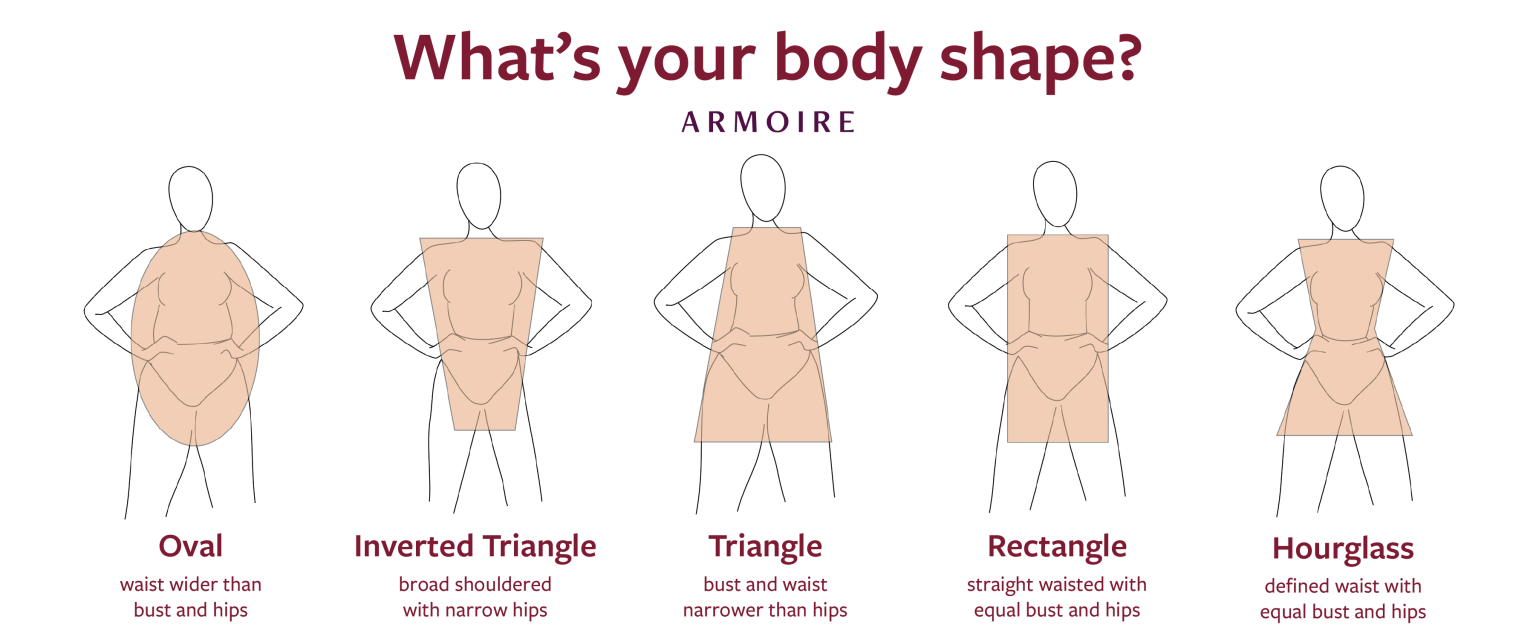 What's your body shape?
ARMOIRE
Oval
waist wider than
bust and hips
Inverted Triangle
broad shouldered
with narrow hips
Triangle
bust and waist
narrower than hips
Rectangle
straight waisted with
equal bust and hips
Hourglass
defined waist with
equal bust and hips